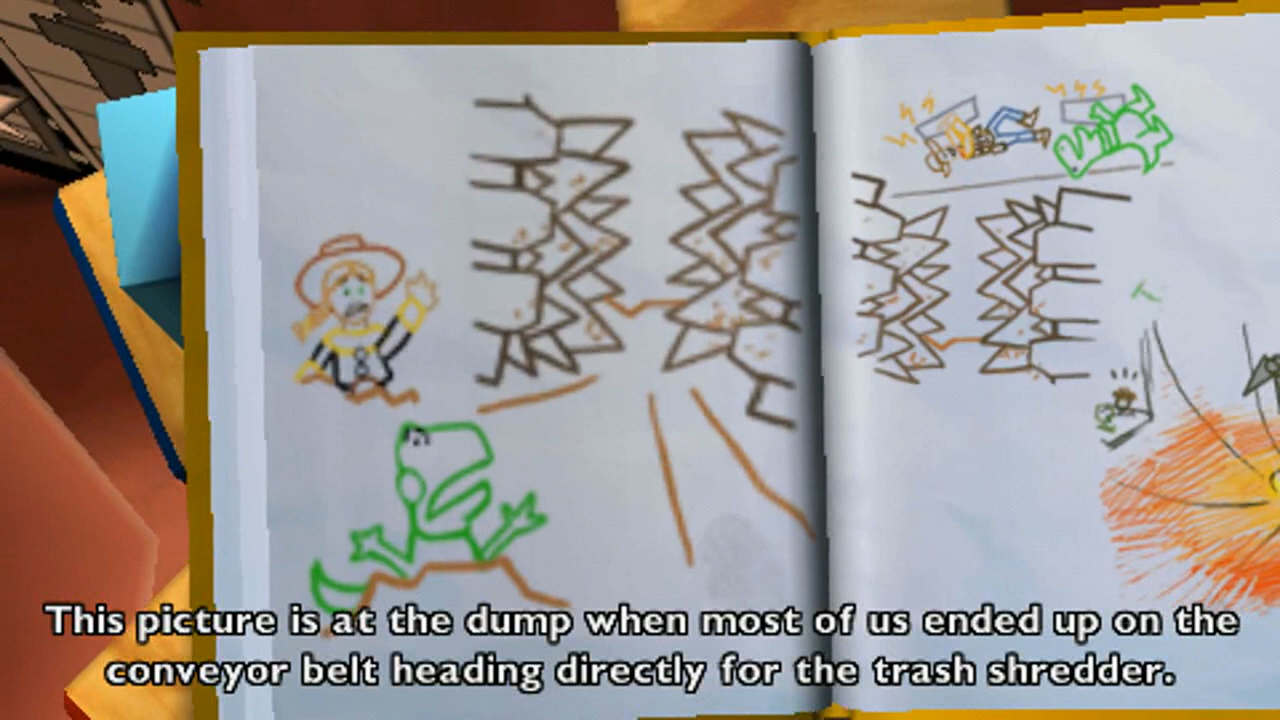 This picture is at the dump when most of us ended up on the
conveyor belt heading directly for the trash shredder.